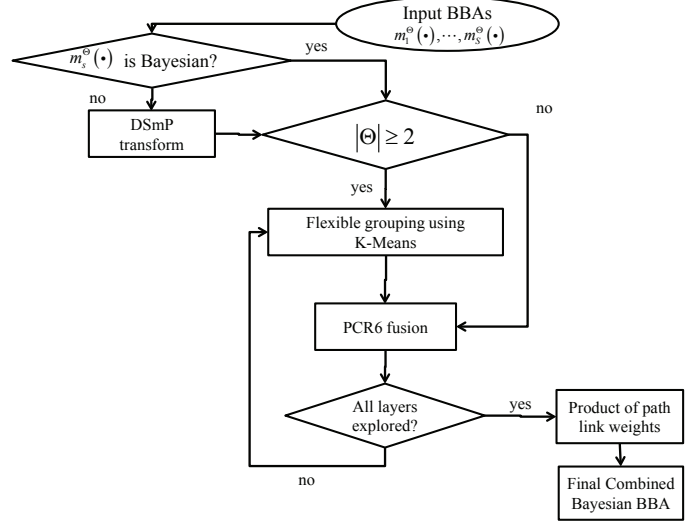 Input BBAs
m₁^Θ(•),⋯,m_S^Θ(•)
m_s^Θ(•) is Bayesian?
yes
no
DSmP
transform
|Θ| ≥ 2
no
yes
Flexible grouping using
K-Means
PCR6 fusion
All layers
explored?
yes
Product of path
link weights
no
Final Combined
Bayesian BBA